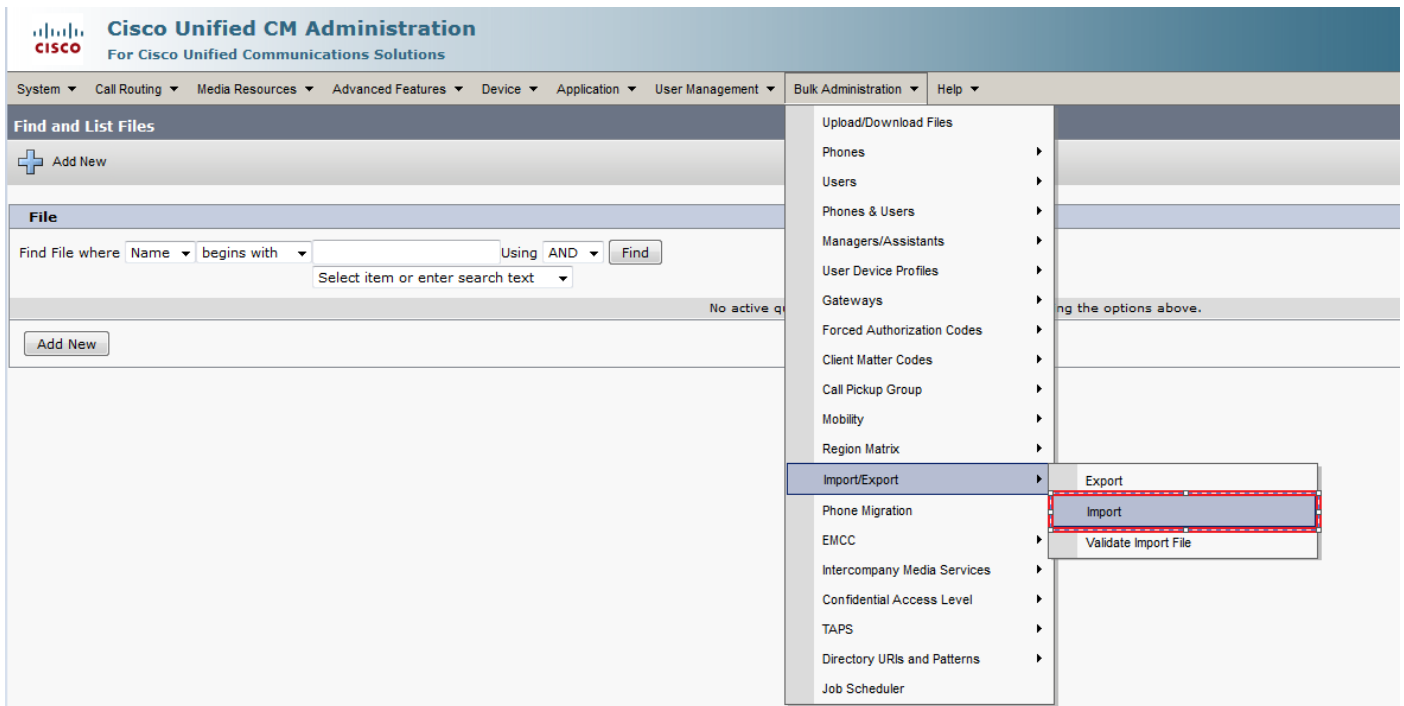 Cisco Unified CM Administration
CISCO
For Cisco Unified Communications Solutions
System Call Routing Media Resources Advanced Features Device Application User Management Bulk Administration Help
Find and List Files
Add New
File
Find File where Name begins with Using AND Find
Select item or enter search text
No active q ng the options above.
Add New
Upload/Download Files
Phones
Users
Phones & Users
Managers/Assistants
User Device Profiles
Gateways
Forced Authorization Codes
Client Matter Codes
Call Pickup Group
Mobility
Region Matrix
Import/Export
Phone Migration
EMCC
Intercompany Media Services
Confidential Access Level
TAPS
Directory URIs and Patterns
Job Scheduler
Export
Import
Validate Import File